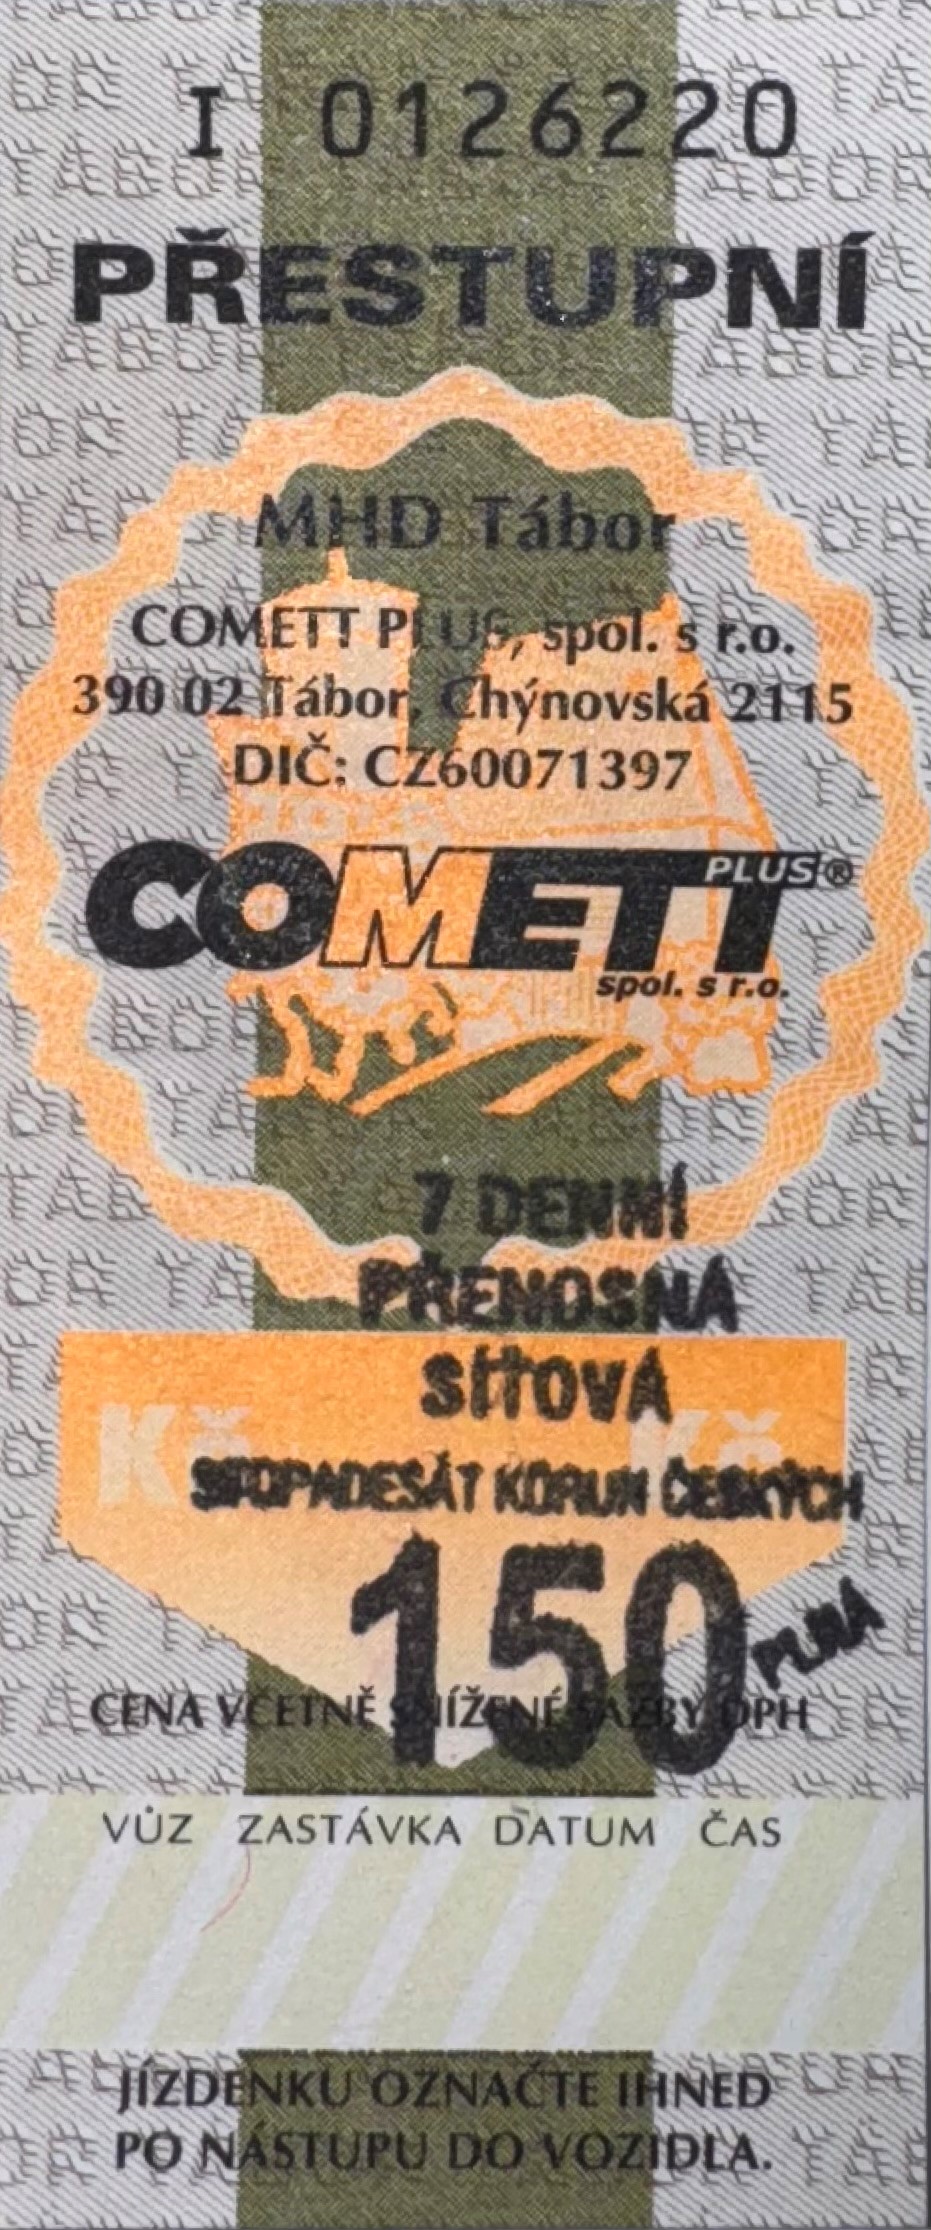 I 0126220
PŘESTUPNÍ
MHD Tábor
COMETT PLUS, spol. s r.o.
390 02 Tábor, Chýnovská 2115
DIČ: CZ60071397
COMETT PLUS®
spol. s r.o.
7 DENNÍ
PŘENOSNÁ
SÍŤOVÁ
Kč Kč
STOPADESÁT KORUN ČESKÝCH
150 PLNÁ
CENA VČETNĚ SNÍŽENÉ SAZBY DPH
VŮZ ZASTÁVKA DATUM ČAS
JÍZDENKU OZNAČTE IHNED
PO NÁSTUPU DO VOZIDLA.